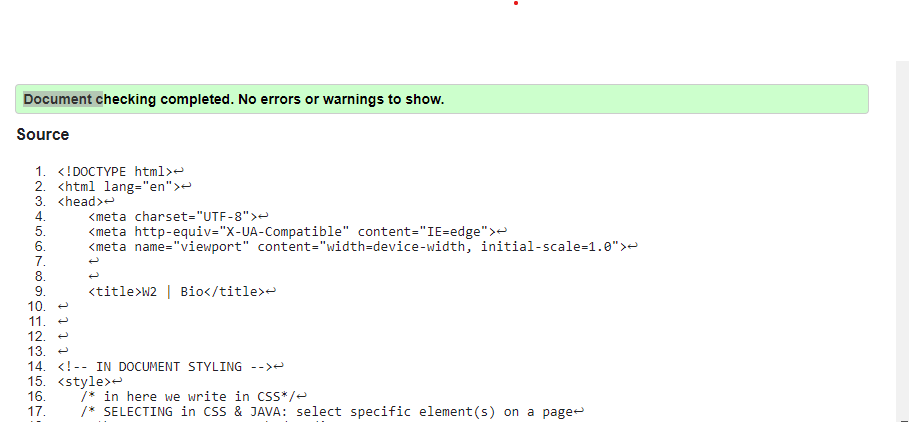 Document checking completed. No errors or warnings to show.
Source
1. <!DOCTYPE html>↩
2. <html lang="en">↩
3. <head>↩
4.     <meta charset="UTF-8">↩
5.     <meta http-equiv="X-UA-Compatible" content="IE=edge">↩
6.     <meta name="viewport" content="width=device-width, initial-scale=1.0">↩
7.     ↩
8.     ↩
9.     <title>W2 | Bio</title>↩
10. ↩
11. ↩
12. ↩
13. ↩
14. <!-- IN DOCUMENT STYLING -->↩
15. <style>↩
16.    /* in here we write in CSS*/↩
17.    /* SELECTING in CSS & JAVA: select specific element(s) on a page↩